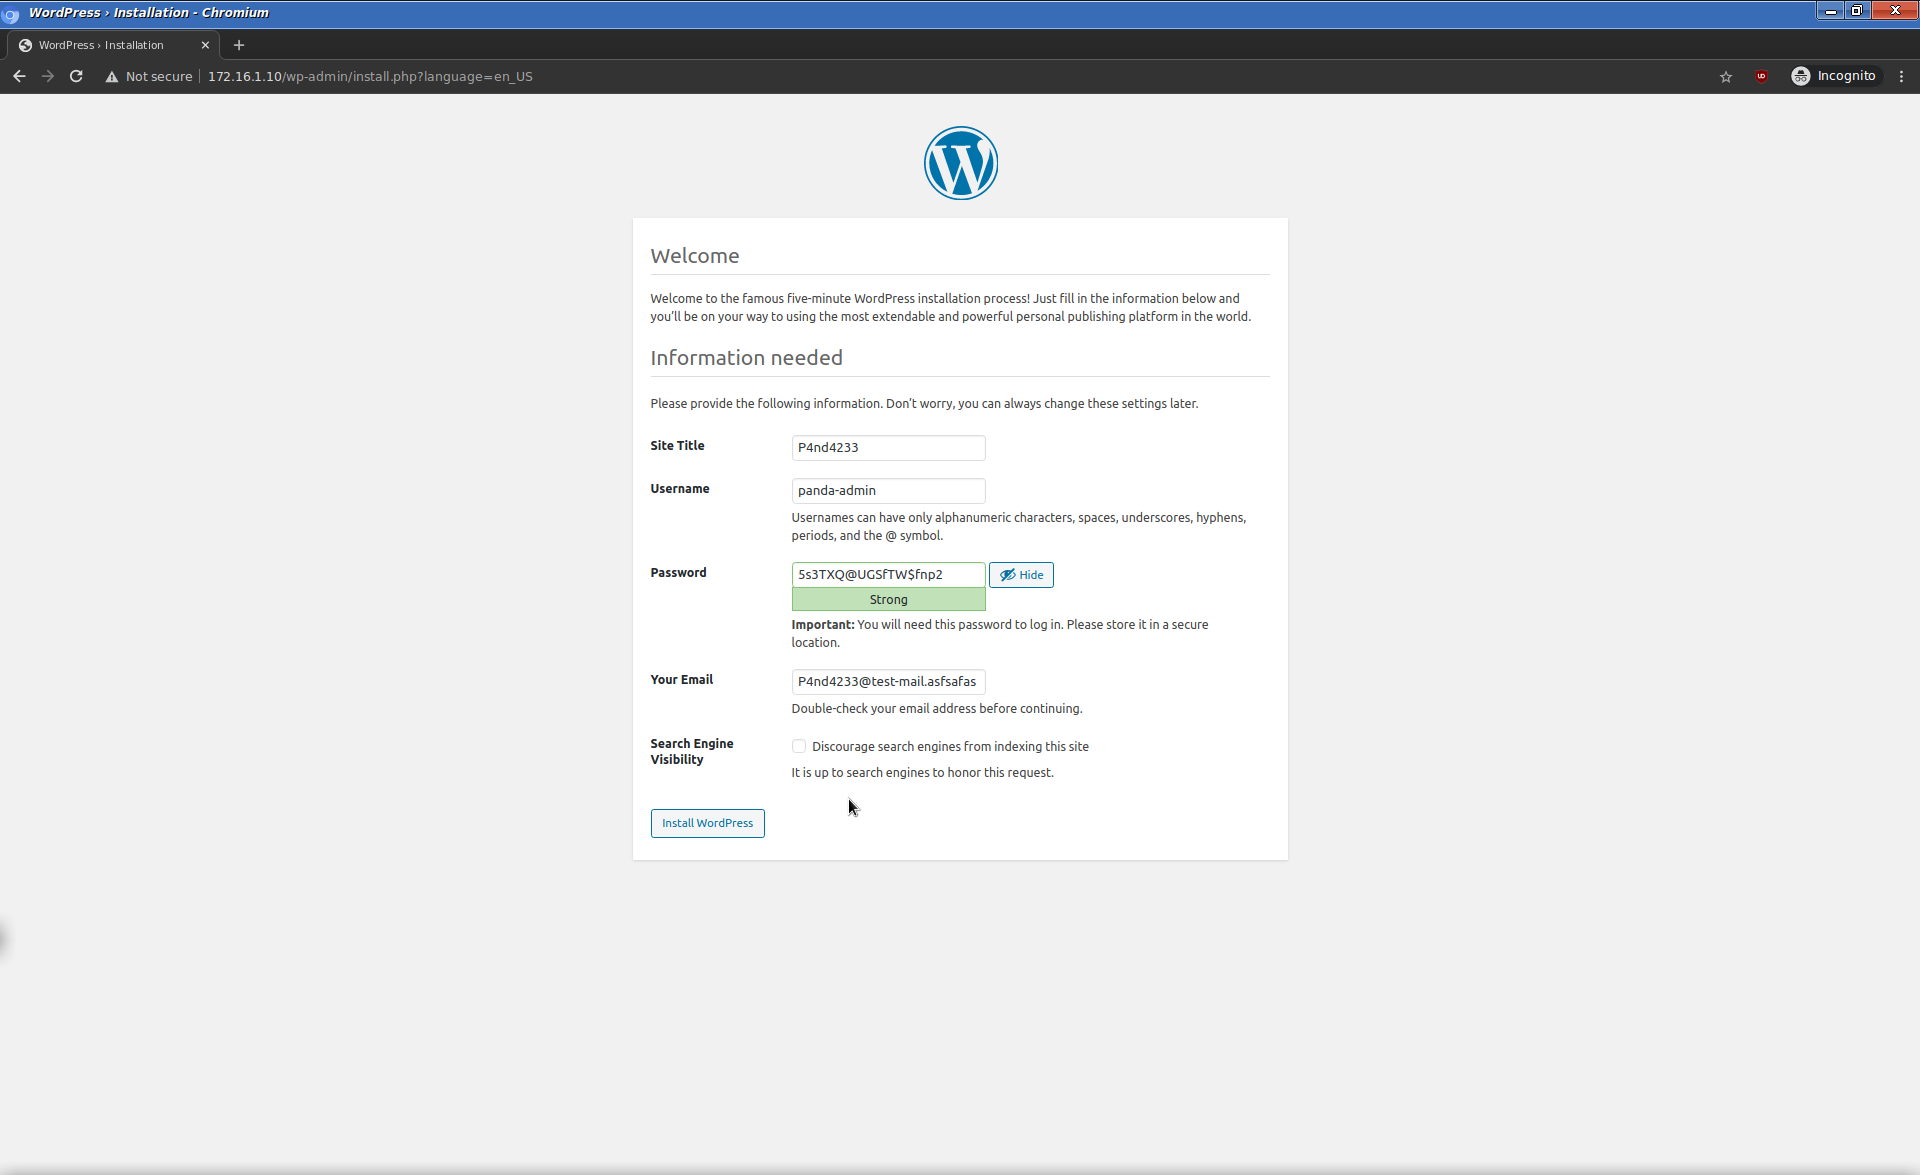 WordPress › Installation - Chromium
WordPress › Installation
Not secure 172.16.1.10/wp-admin/install.php?language=en_US
Incognito
Welcome
Welcome to the famous five-minute WordPress installation process! Just fill in the information below and
you’ll be on your way to using the most extendable and powerful personal publishing platform in the world.
Information needed
Please provide the following information. Don’t worry, you can always change these settings later.
Site Title P4nd4233
Username panda-admin
Usernames can have only alphanumeric characters, spaces, underscores, hyphens,
periods, and the @ symbol.
Password 5s3TXQ@UGSfTW$fnp2 Hide
Strong
Important: You will need this password to log in. Please store it in a secure
location.
Your Email P4nd4233@test-mail.asfsafas
Double-check your email address before continuing.
Search Engine
Visibility
Discourage search engines from indexing this site
It is up to search engines to honor this request.
Install WordPress